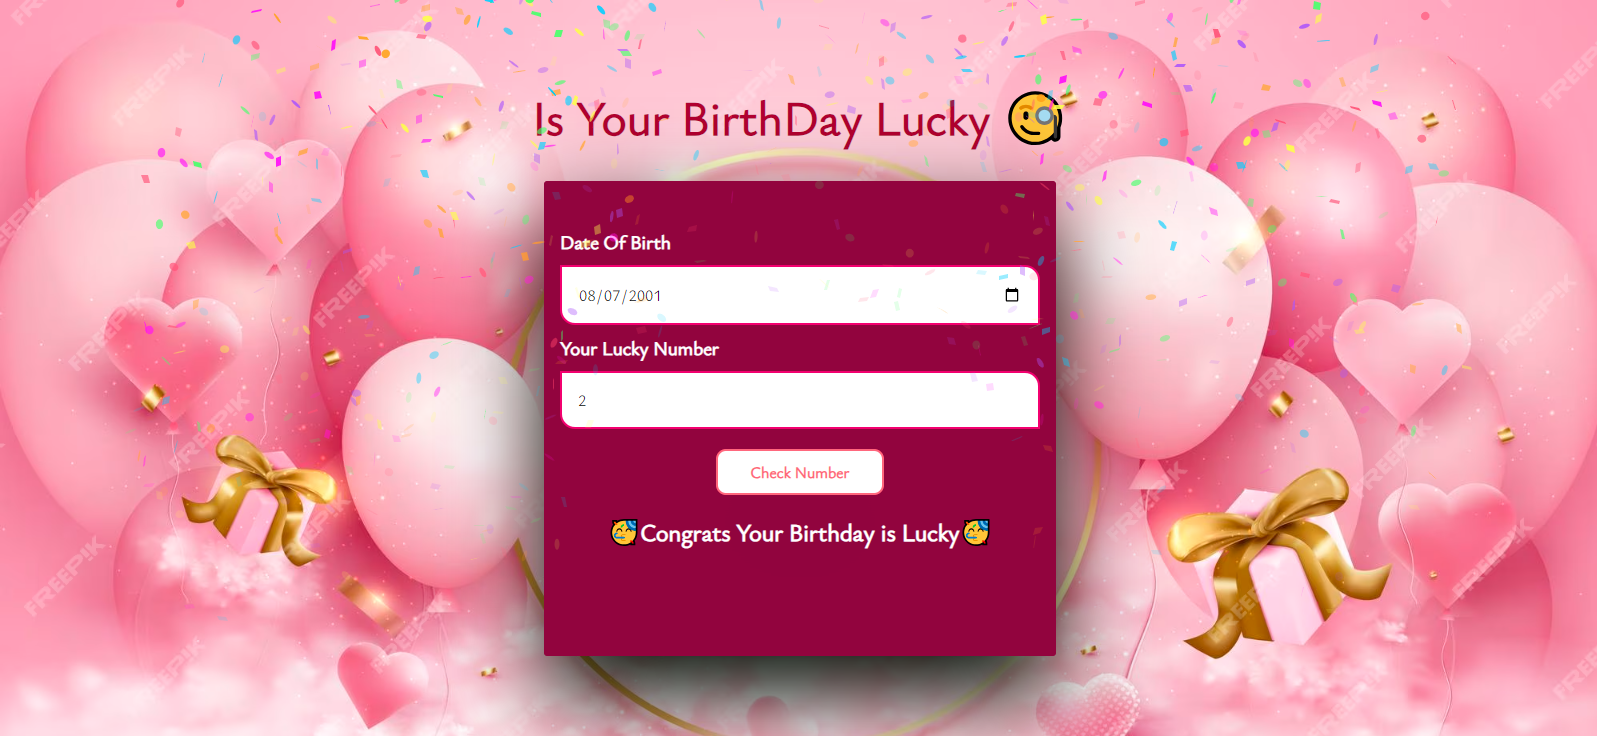 Is Your BirthDay Lucky 🧐
Date Of Birth
08/07/2001
Your Lucky Number
2
Check Number
🥳Congrats Your Birthday is Lucky🥳
FREEPIK